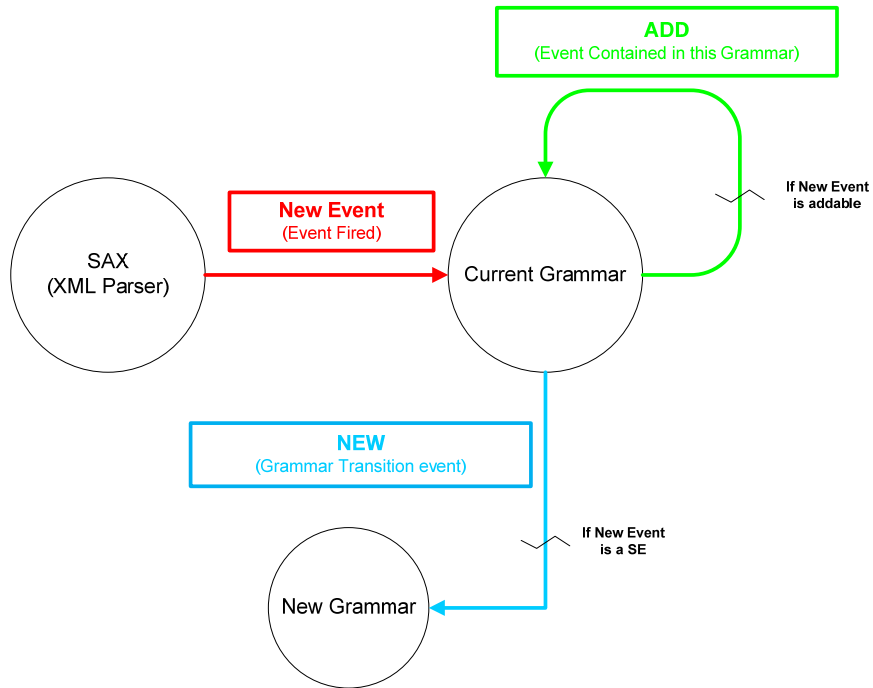 ADD
(Event Contained in this Grammar)
If New Event
is addable
New Event
(Event Fired)
SAX
(XML Parser)
Current Grammar
NEW
(Grammar Transition event)
If New Event
is a SE
New Grammar